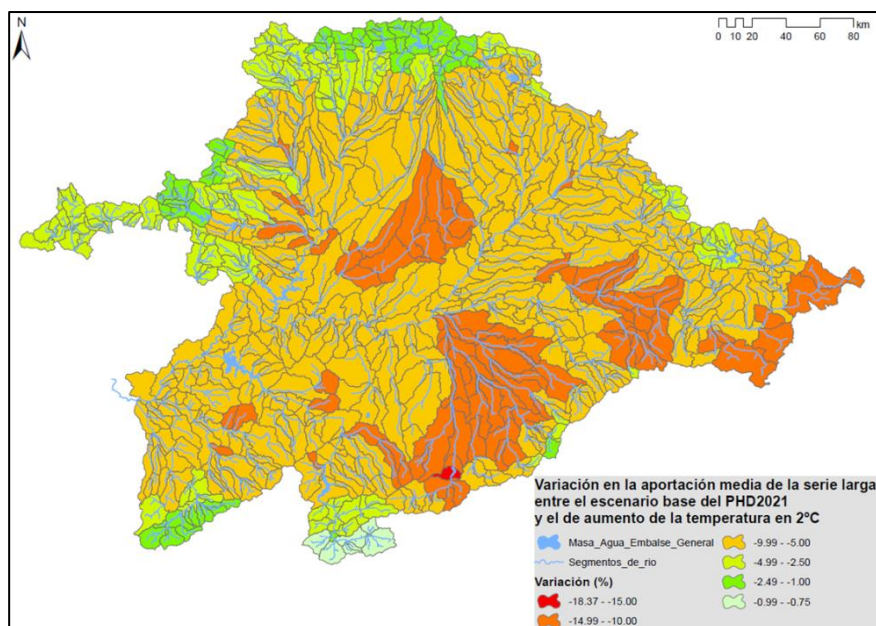 N
km
0 10 20 40 60 80
Variación en la aportación media de la serie larga
entre el escenario base del PHD2021
y el de aumento de la temperatura en 2ºC
Masa_Agua_Embalse_General
Segmentos_de_rio
Variación (%)
-18.37 - -15.00
-14.99 - -10.00
-9.99 - -5.00
-4.99 - -2.50
-2.49 - -1.00
-0.99 - -0.75